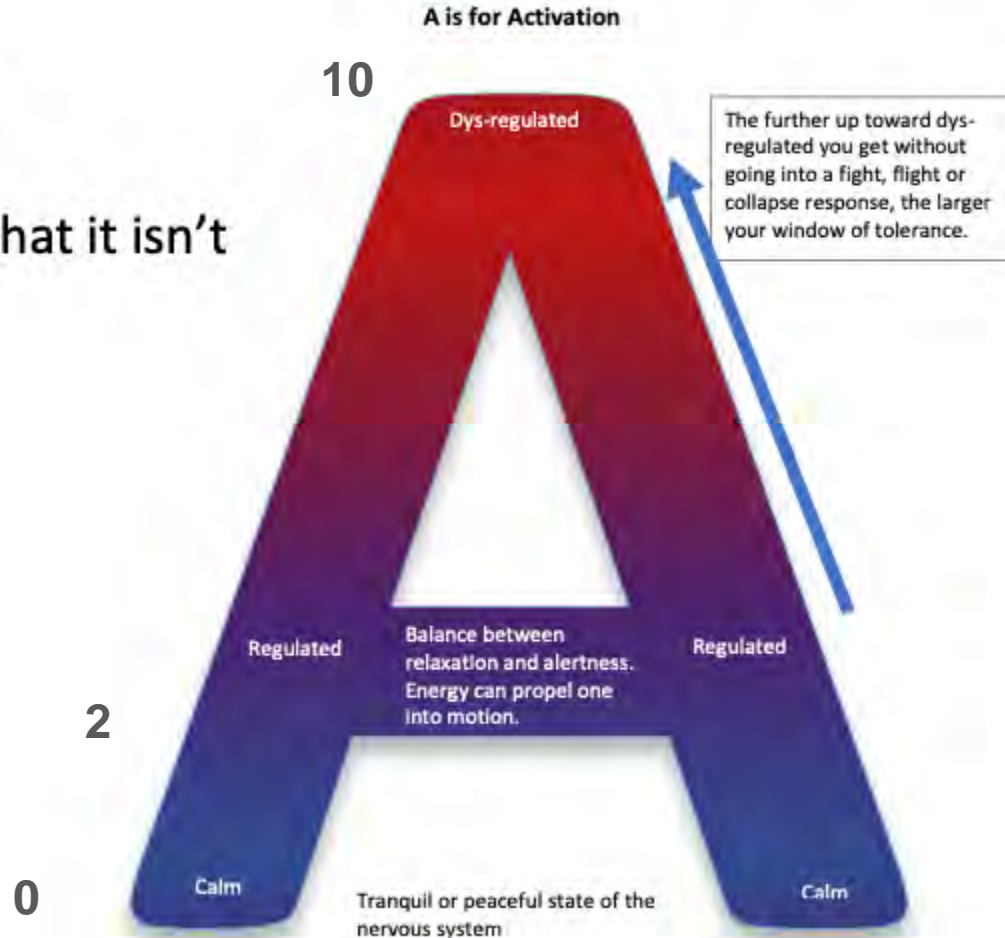 A is for Activation
10
Dys-regulated
The further up toward dys-
regulated you get without
going into a fight, flight or
collapse response, the larger
your window of tolerance.
hat it isn't
Regulated
Balance between
relaxation and alertness.
Energy can propel one
into motion.
Regulated
2
0
Calm
Tranquil or peaceful state of the
nervous system
Calm